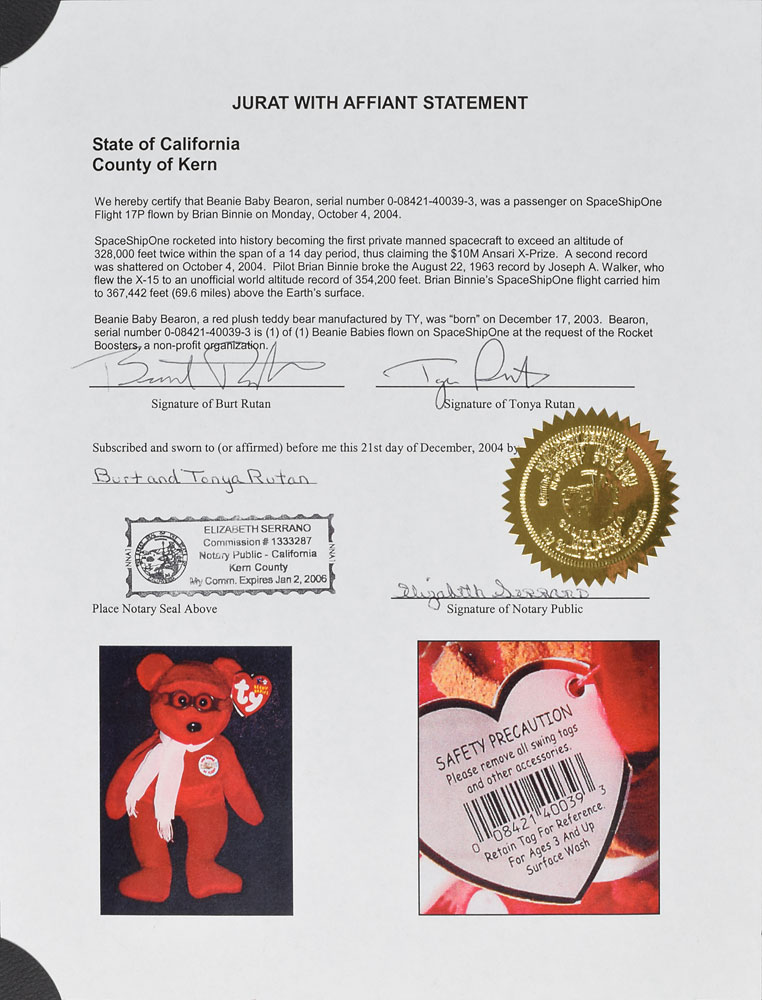 JURAT WITH AFFIANT STATEMENT
State of California
County of Kern
We hereby certify that Beanie Baby Bearon, serial number 0-08421-40039-3, was a passenger on SpaceShipOne
Flight 17P flown by Brian Binnie on Monday, October 4, 2004.
SpaceShipOne rocketed into history becoming the first private manned spacecraft to exceed an altitude of
328,000 feet twice within the span of a 14 day period, thus claiming the $10M Ansari X-Prize. A second record
was shattered on October 4, 2004. Pilot Brian Binnie broke the August 22, 1963 record by Joseph A. Walker, who
flew the X-15 to an unofficial world altitude record of 354,200 feet. Brian Binnie's SpaceShipOne flight carried him
to 367,442 feet (69.6 miles) above the Earth's surface.
Beanie Baby Bearon, a red plush teddy bear manufactured by TY, was "born" on December 17, 2003. Bearon,
serial number 0-08421-40039-3 is (1) of (1) Beanie Babies flown on SpaceShipOne at the request of the Rocket
Boosters, a non-profit organization.
Burt Rutan
Tonya Rutan
Signature of Burt Rutan
Signature of Tonya Rutan
Subscribed and sworn to (or affirmed) before me this 21st day of December, 2004 by
Burt and Tonya Rutan
ELIZABETH SERRANO
Commission # 1333287
Notary Public - California
Kern County
My Comm. Expires Jan 2, 2006
Elizabeth Serrano
Place Notary Seal Above
Signature of Notary Public
ty
SAFETY PRECAUTION
Please remove all swing tags
and other accessories.
0 08421 40039 3
Retain Tag For Reference.
For Ages 3 And Up
Surface Wash